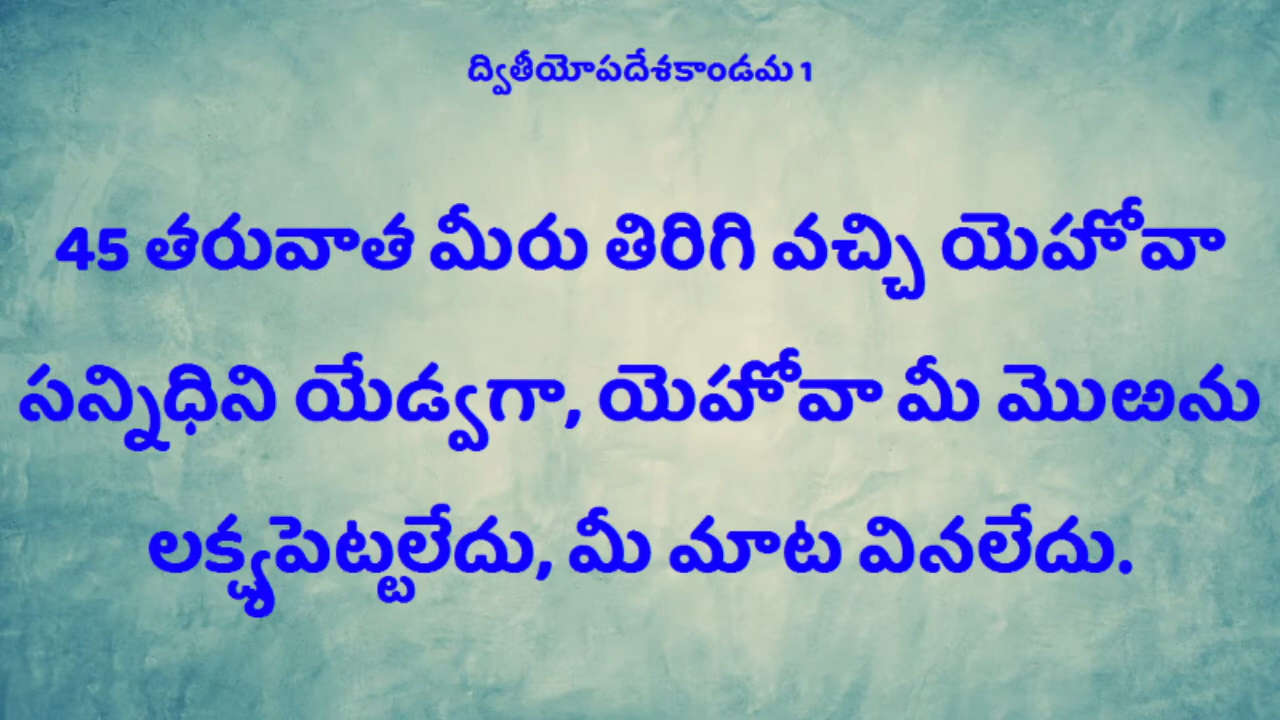 ద్వితీయోపదేశకాండమ 1
45 తరువాత మీరు తిరిగి వచ్చి యెహోవా
సన్నిధిని యేడ్వగా, యెహోవా మీ మొఱను
లక్ష్యపెట్టలేదు, మీ మాట వినలేదు.